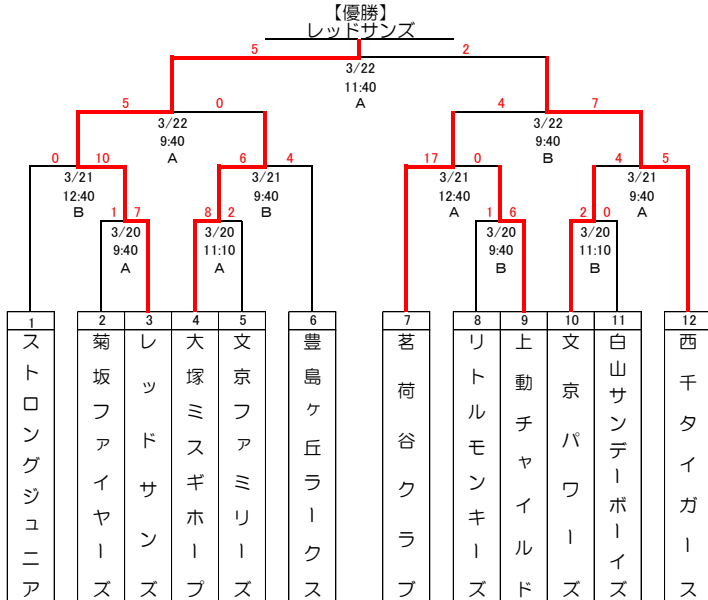 【優勝】
レッドサンズ
5 2
3/22
11:40
A
5 0 4 7
3/22 3/22
9:40 9:40
A B
0 10 6 4 17 0 4 5
3/21 3/21 3/21 3/21
12:40 9:40 12:40 9:40
B B A A
1 7 8 2 1 6 2 0
3/20 3/20 3/20 3/20
9:40 11:10 9:40 11:10
A A B B
1 2 3 4 5 6 7 8 9 10 11 12
ストロングジュニア
菊坂ファイヤーズ
レッドサンズ
大塚ミスギホープ
文京ファミリーズ
豊島ヶ丘ラークス
茗荷谷クラブ
リトルモンキーズ
上動チャイルド
文京パワーズ
白山サンデーボーイズ
西千タイガース